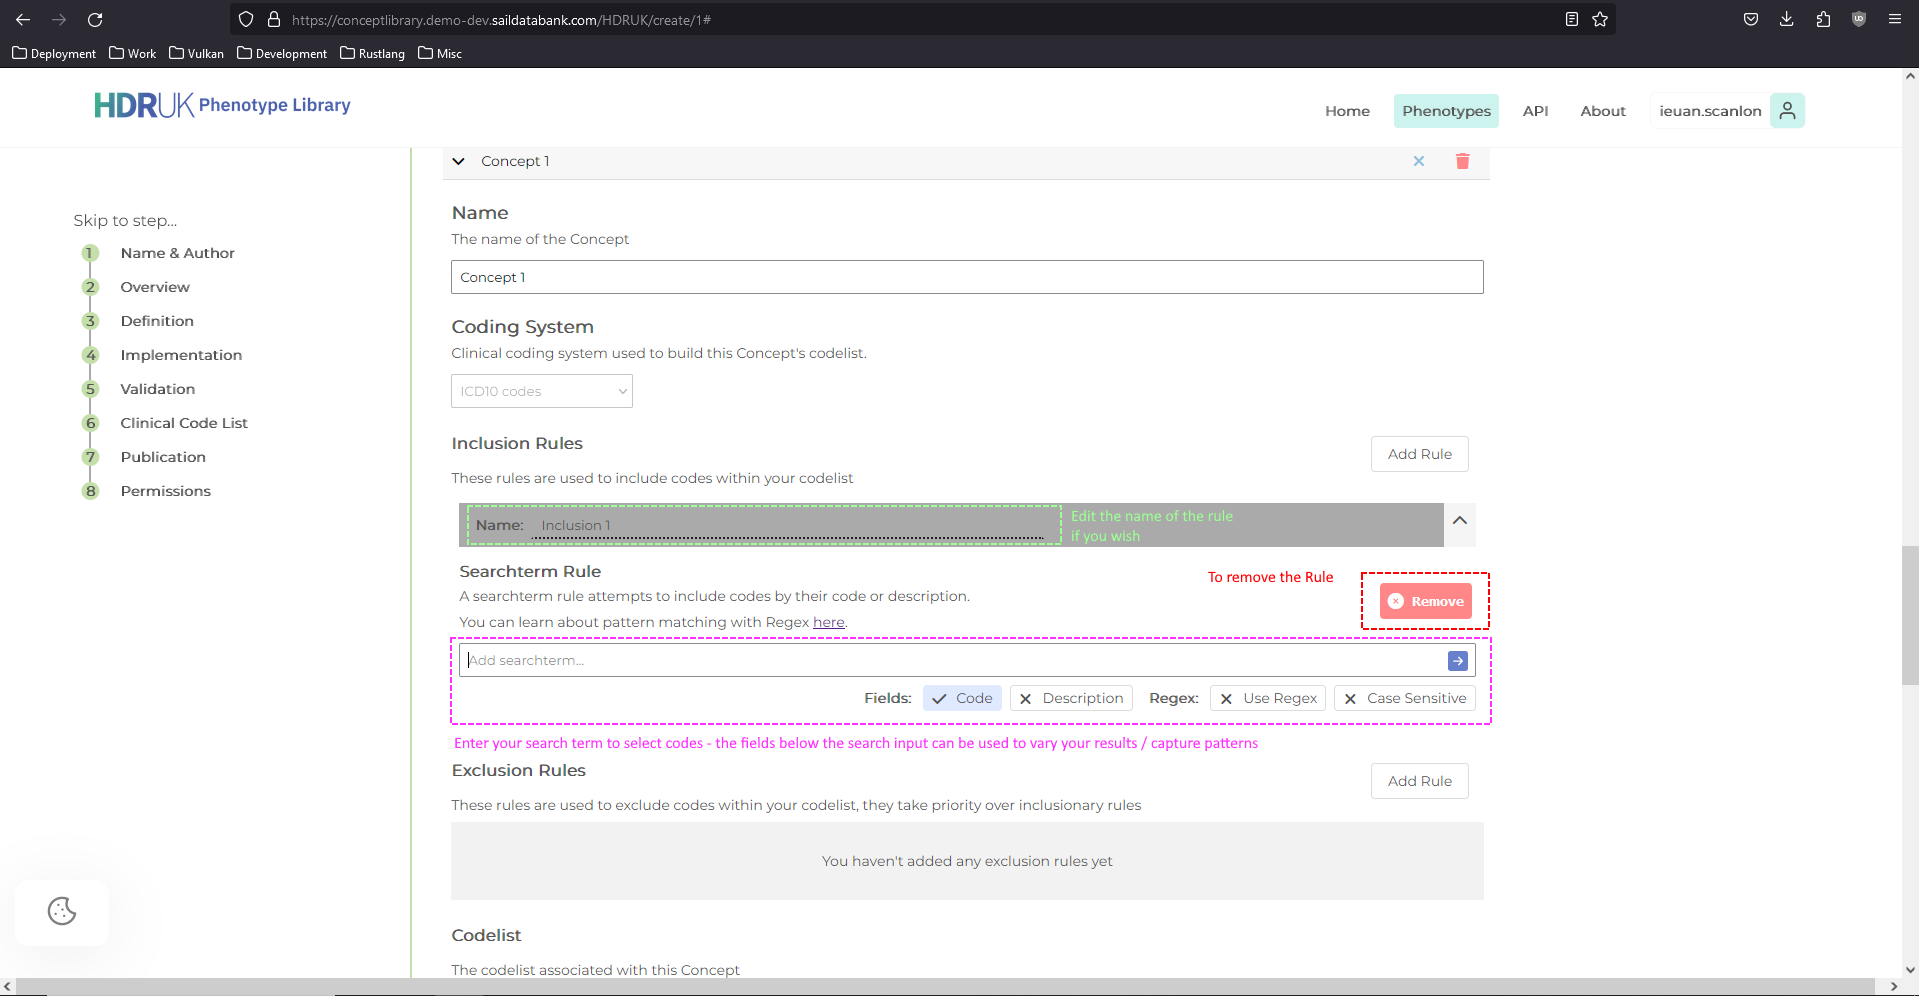 https://conceptlibrary.demo-dev.saildatabank.com/HDRUK/create/1#
Deployment Work Vulkan Development Rustlang Misc
HDRUK Phenotype Library
Home Phenotypes API About ieuan.scanlon
Concept 1
Skip to step...
1 Name & Author
2 Overview
3 Definition
4 Implementation
5 Validation
6 Clinical Code List
7 Publication
8 Permissions
Name
The name of the Concept
Concept 1
Coding System
Clinical coding system used to build this Concept's codelist.
ICD10 codes
Inclusion Rules
Add Rule
These rules are used to include codes within your codelist
Name: Inclusion 1
Edit the name of the rule
if you wish
Searchterm Rule
To remove the Rule
Remove
A searchterm rule attempts to include codes by their code or description.
You can learn about pattern matching with Regex here.
Add searchterm...
Fields: Code Description Regex: Use Regex Case Sensitive
Enter your search term to select codes - the fields below the search input can be used to vary your results / capture patterns
Exclusion Rules
Add Rule
These rules are used to exclude codes within your codelist, they take priority over inclusionary rules
You haven't added any exclusion rules yet
Codelist
The codelist associated with this Concept